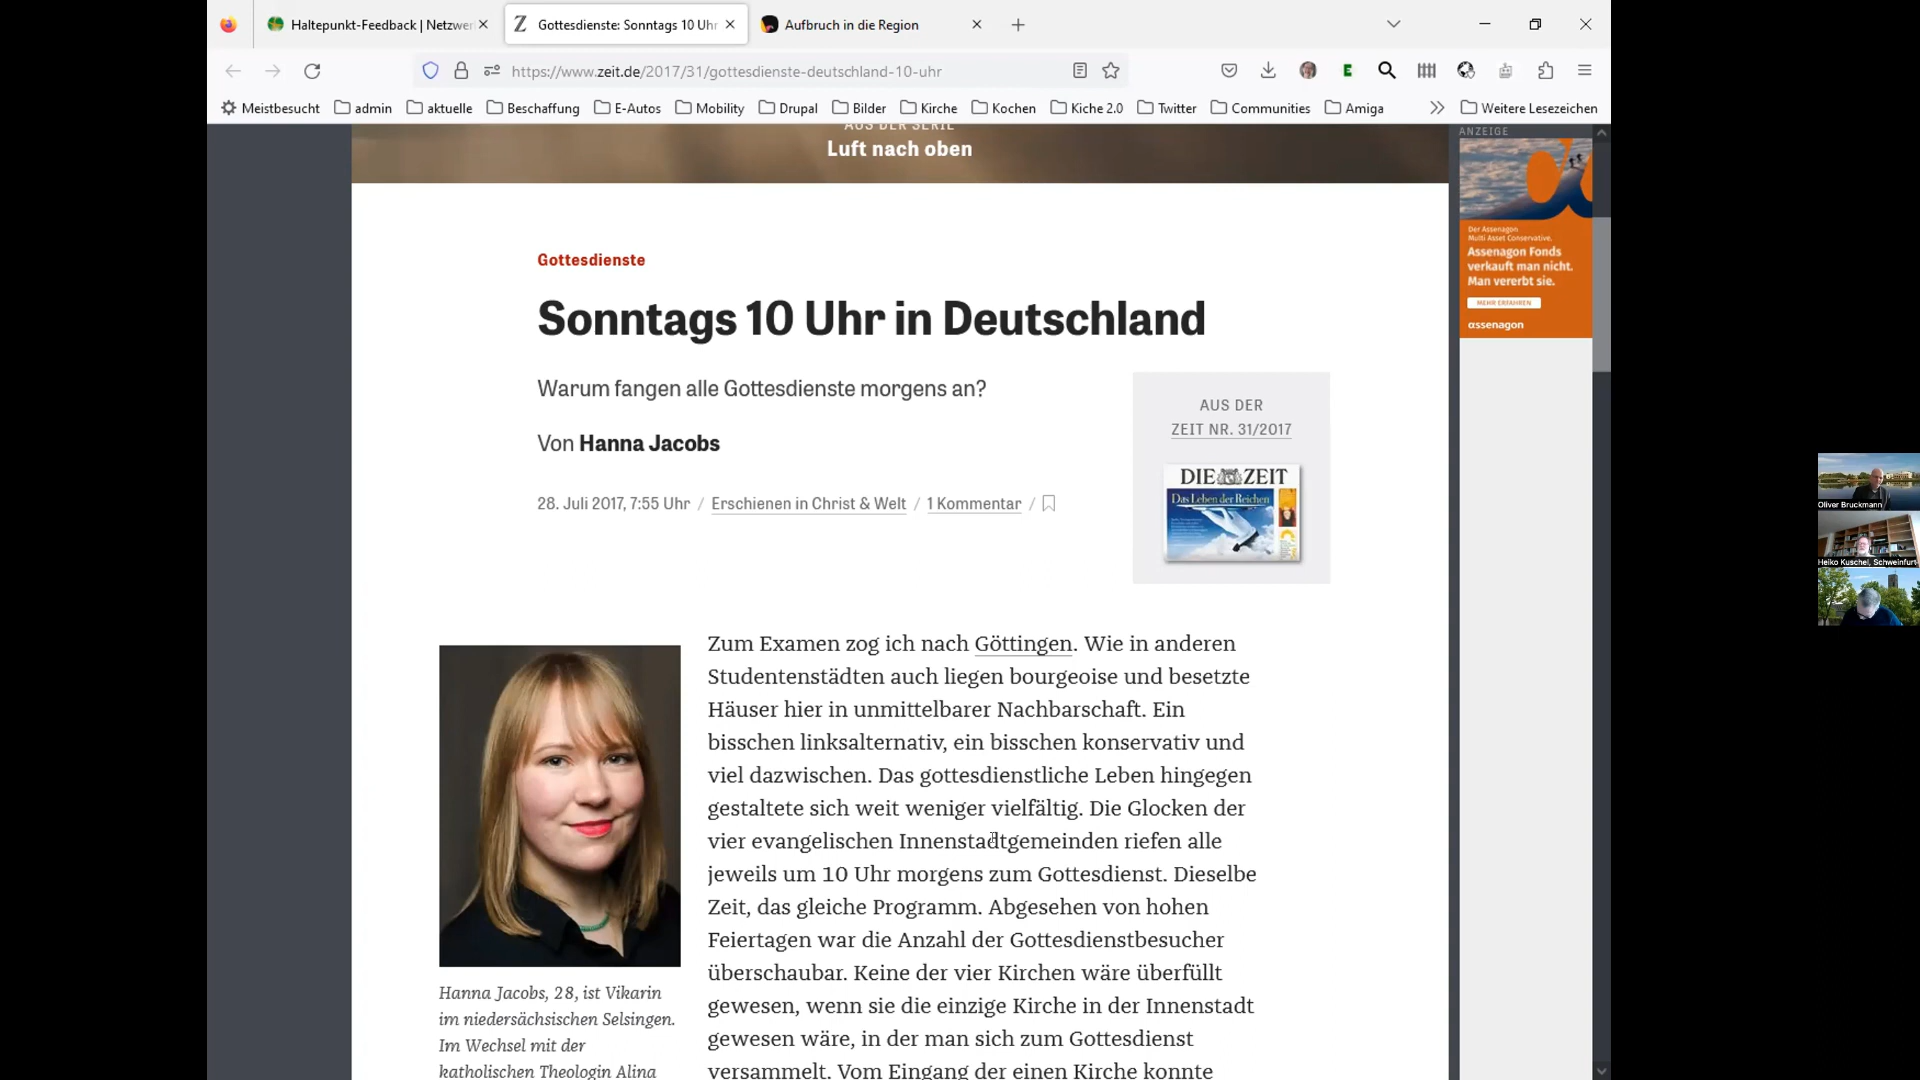 Haltepunkt-Feedback | Netzwer
Gottesdienste: Sonntags 10 Uhr
Aufbruch in die Region
https://www.zeit.de/2017/31/gottesdienste-deutschland-10-uhr
Meistbesucht
admin
aktuelle
Beschaffung
E-Autos
Mobility
Drupal
Bilder
Kirche
Kochen
Kiche 2.0
Twitter
Communities
Amiga
Weitere Lesezeichen
AUS DER SERIE
Luft nach oben
ANZEIGE
Der Assenagon
Multi Asset Conservative.
Assenagon Fonds
verkauft man nicht.
Man vererbt sie.
MEHR ERFAHREN
assenagon
Gottesdienste
Sonntags 10 Uhr in Deutschland
Warum fangen alle Gottesdienste morgens an?
Von Hanna Jacobs
28. Juli 2017, 7:55 Uhr / Erschienen in Christ & Welt / 1 Kommentar /
AUS DER
ZEIT NR. 31/2017
DIE ZEIT
Das Leben der Reichen
Zum Examen zog ich nach Göttingen. Wie in anderen
Studentenstädten auch liegen bourgeoise und besetzte
Häuser hier in unmittelbarer Nachbarschaft. Ein
bisschen linksalternativ, ein bisschen konservativ und
viel dazwischen. Das gottesdienstliche Leben hingegen
gestaltete sich weit weniger vielfältig. Die Glocken der
vier evangelischen Innenstadtgemeinden riefen alle
jeweils um 10 Uhr morgens zum Gottesdienst. Dieselbe
Zeit, das gleiche Programm. Abgesehen von hohen
Feiertagen war die Anzahl der Gottesdienstbesucher
überschaubar. Keine der vier Kirchen wäre überfüllt
gewesen, wenn sie die einzige Kirche in der Innenstadt
gewesen wäre, in der man sich zum Gottesdienst
versammelt. Vom Eingang der einen Kirche konnte
Hanna Jacobs, 28, ist Vikarin
im niedersächsischen Selsingen.
Im Wechsel mit der
katholischen Theologin Alina
Oliver Bruckmann
Heiko Kuschel, Schweinfurt